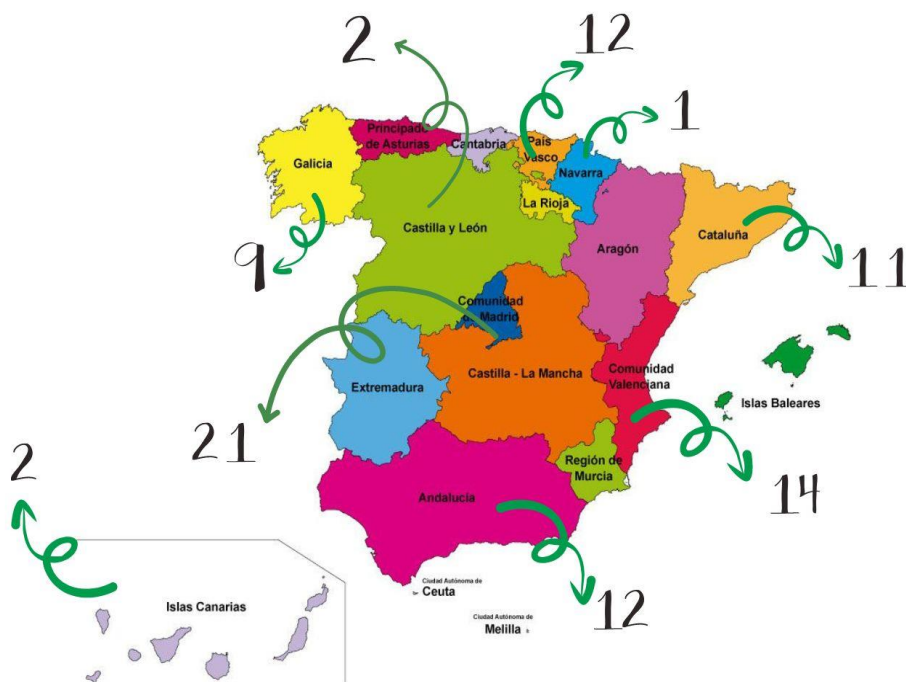 2
12
1
Principado
de Asturias
Cantabria
País
Vasco
Galicia
Navarra
La Rioja
Castilla y León
Aragón
Cataluña
9
11
Comunidad
de Madrid
Extremadura
Castilla - La Mancha
Comunidad
Valenciana
Islas Baleares
21
2
Región de
Murcia
14
Andalucía
Ciudad Autónoma de
Ceuta
12
Islas Canarias
Ciudad Autónoma de
Melilla